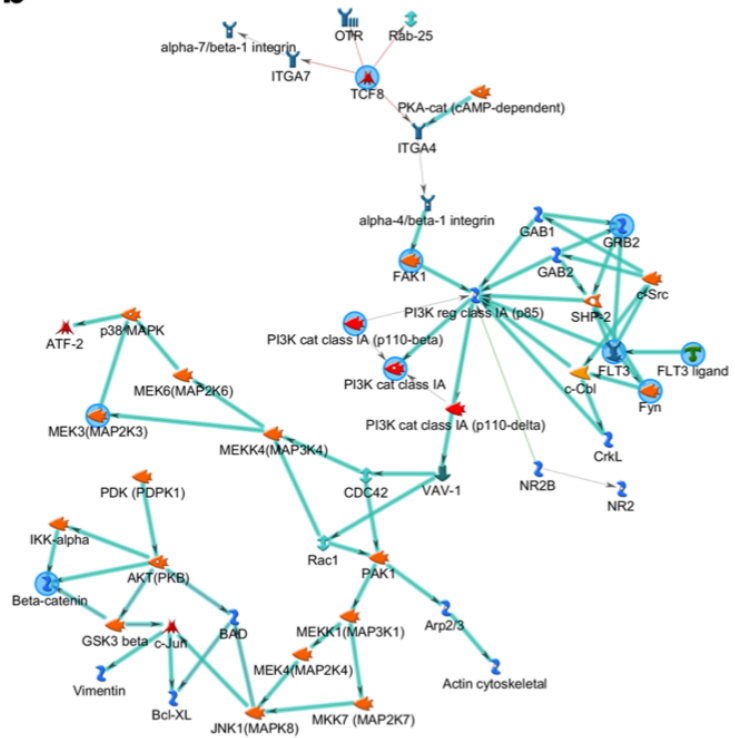 b
OTR
Rab-25
alpha-7/beta-1 integrin
ITGA7
TCF8
PKA-cat (cAMP-dependent)
ITGA4
alpha-4/beta-1 integrin
GAB1
GRB2
GAB2
FAK1
c-Src
PI3K reg class IA (p85)
SHP-2
p38 MAPK
ATF-2
PI3K cat class IA (p110-beta)
FLT3
FLT3 ligand
PI3K cat class IA
c-Cbl
MEK6(MAP2K6)
Fyn
PI3K cat class IA (p110-delta)
MEK3(MAP2K3)
MEKK4(MAP3K4)
CrkL
PDK (PDPK1)
CDC42
VAV-1
NR2B
NR2
IKK-alpha
Rac1
AKT(PKB)
PAK1
Beta-catenin
GSK3 beta
c-Jun
BAD
MEKK1(MAP3K1)
Arp2/3
MEK4(MAP2K4)
Vimentin
Actin cytoskeletal
Bcl-XL
JNK1(MAPK8)
MKK7 (MAP2K7)